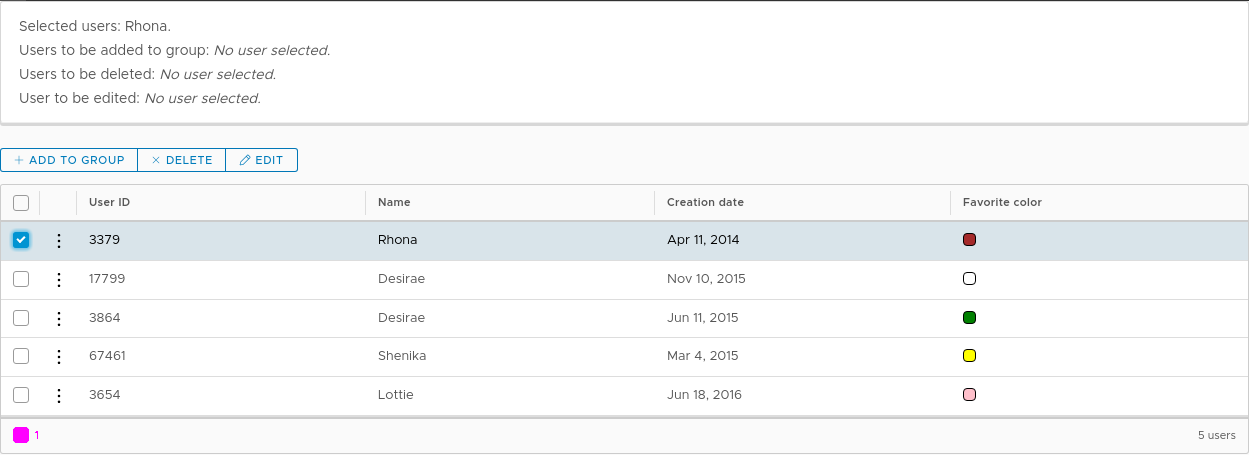 Selected users: Rhona.
Users to be added to group: No user selected.
Users to be deleted: No user selected.
User to be edited: No user selected.
ADD TO GROUP DELETE EDIT
User ID Name Creation date Favorite color
3379 Rhona Apr 11, 2014
17799 Desirae Nov 10, 2015
3864 Desirae Jun 11, 2015
67461 Shenika Mar 4, 2015
3654 Lottie Jun 18, 2016
1 5 users